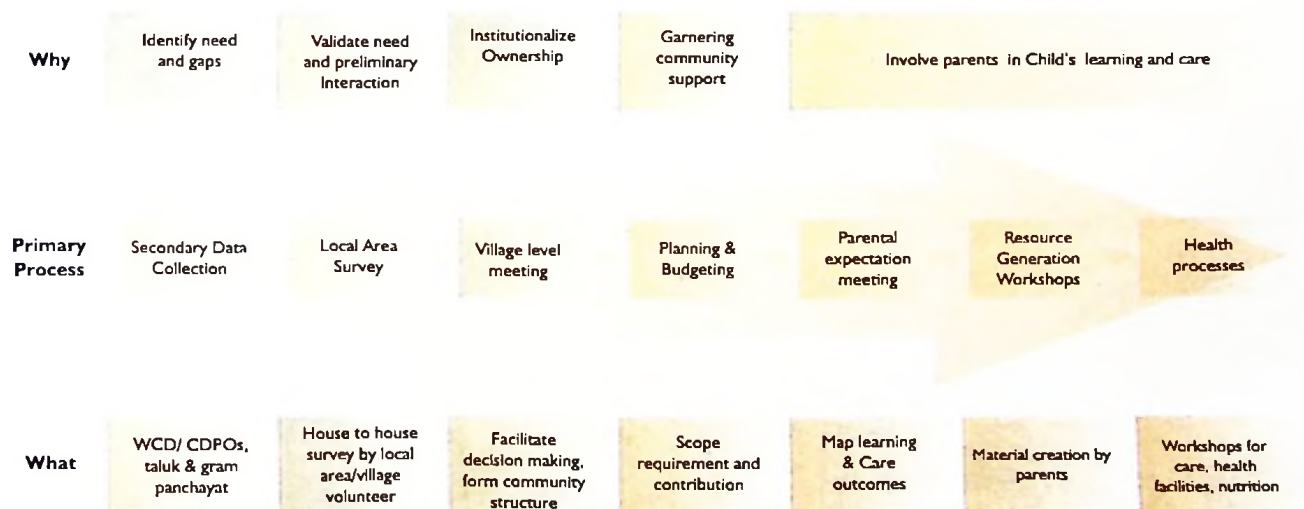 Why
Identify need
and gaps
Validate need
and preliminary
Interaction
Institutionalize
Ownership
Garnering
community
support
Involve parents in Child's learning and care
Primary
Process
Secondary Data
Collection
Local Area
Survey
Village level
meeting
Planning &
Budgeting
Parental
expectation
meeting
Resource
Generation
Workshops
Health
processes
What
WCD/ CDPOs,
taluk & gram
panchayat
House to house
survey by local
area/village
volunteer
Facilitate
decision making,
form community
structure
Scope
requirement and
contribution
Map learning
& Care
outcomes
Material creation by
parents
Workshops for
care, health
facilities, nutrition